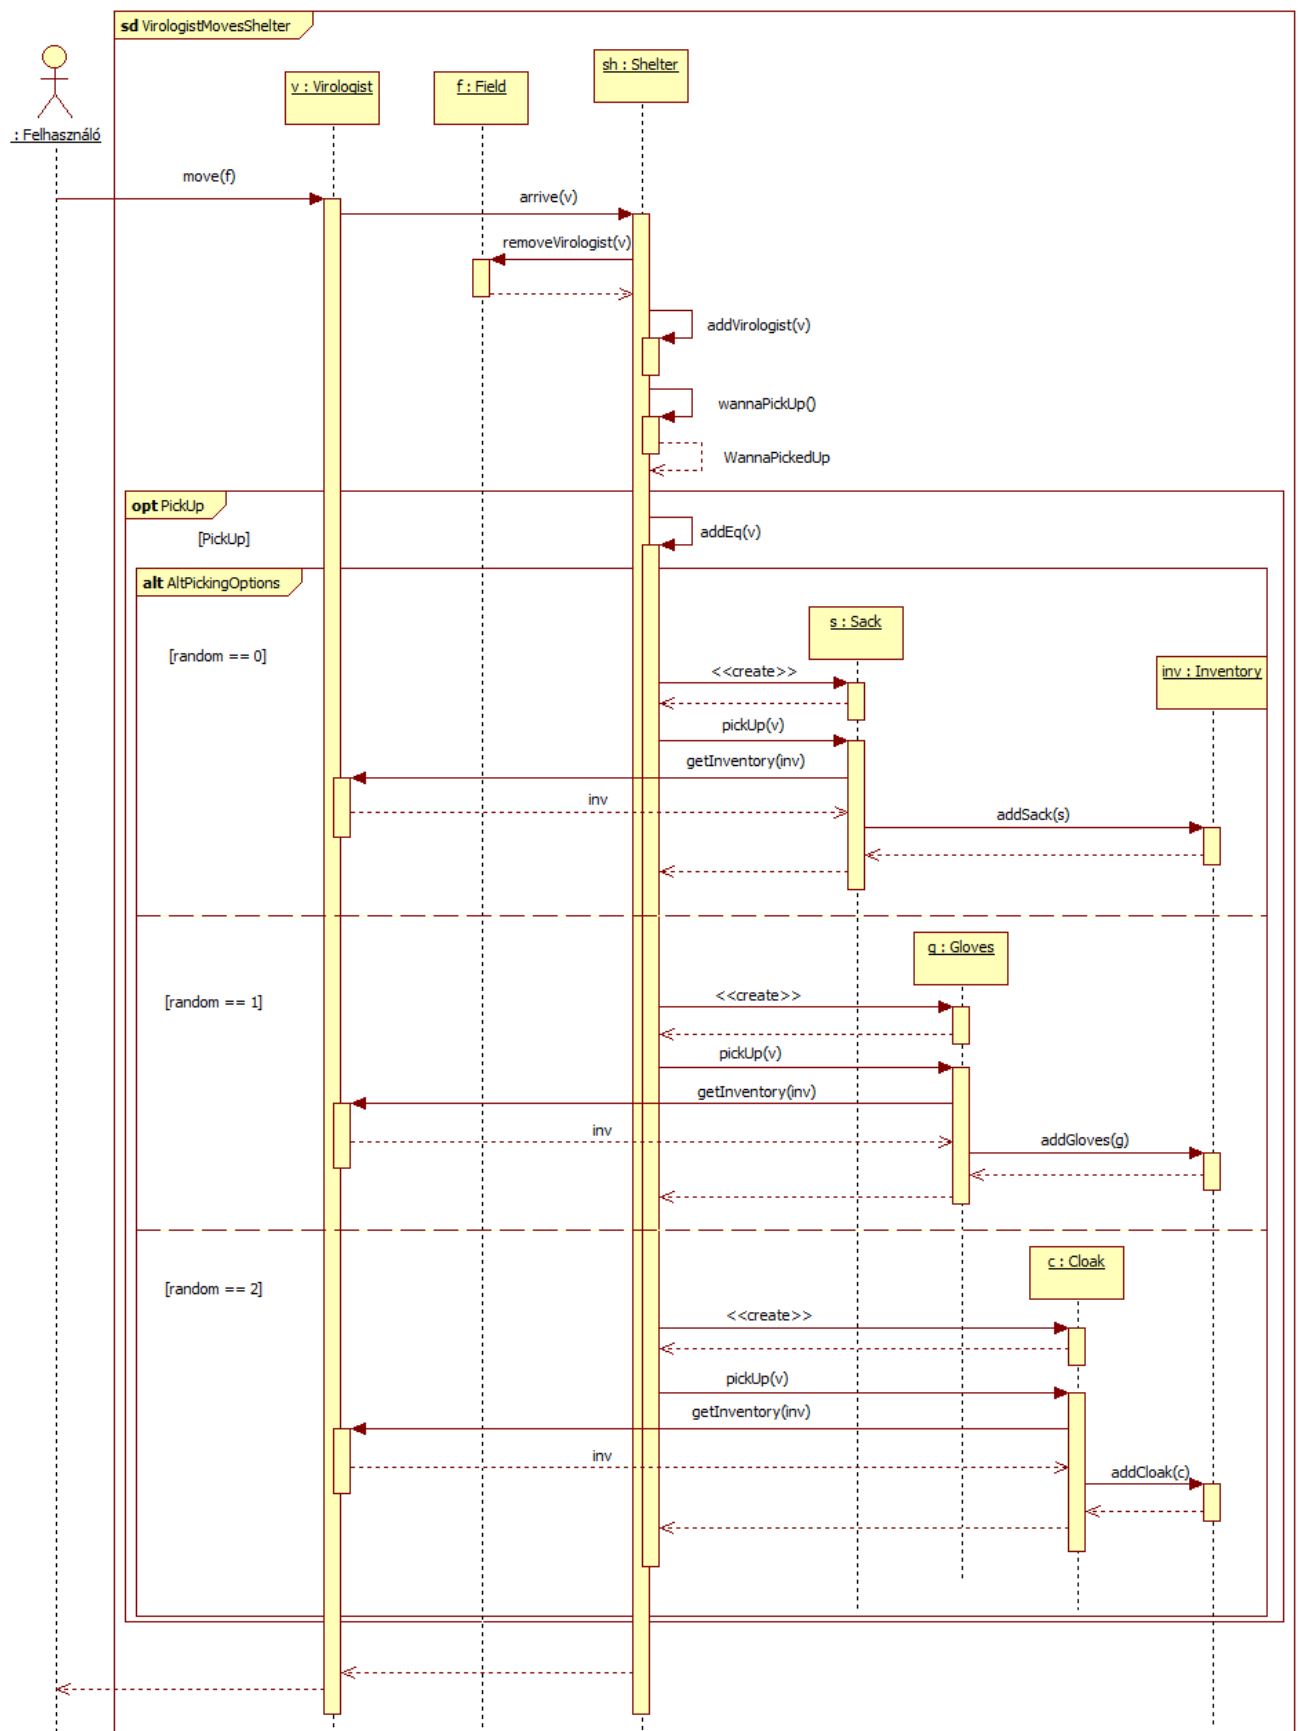 sd VirologistMovesShelter
: Felhasználó
v : Virologist
f : Field
sh : Shelter
move(f)
arrive(v)
removeVirologist(v)
addVirologist(v)
wannaPickUp()
WannaPickedUp
opt PickUp
[PickUp]
addEq(v)
alt AltPickingOptions
[random == 0]
s : Sack
inv : Inventory
<<create>>
pickUp(v)
getInventory(inv)
inv
addSack(s)
[random == 1]
g : Gloves
<<create>>
pickUp(v)
getInventory(inv)
inv
addGloves(g)
[random == 2]
c : Cloak
<<create>>
pickUp(v)
getInventory(inv)
inv
addCloak(c)